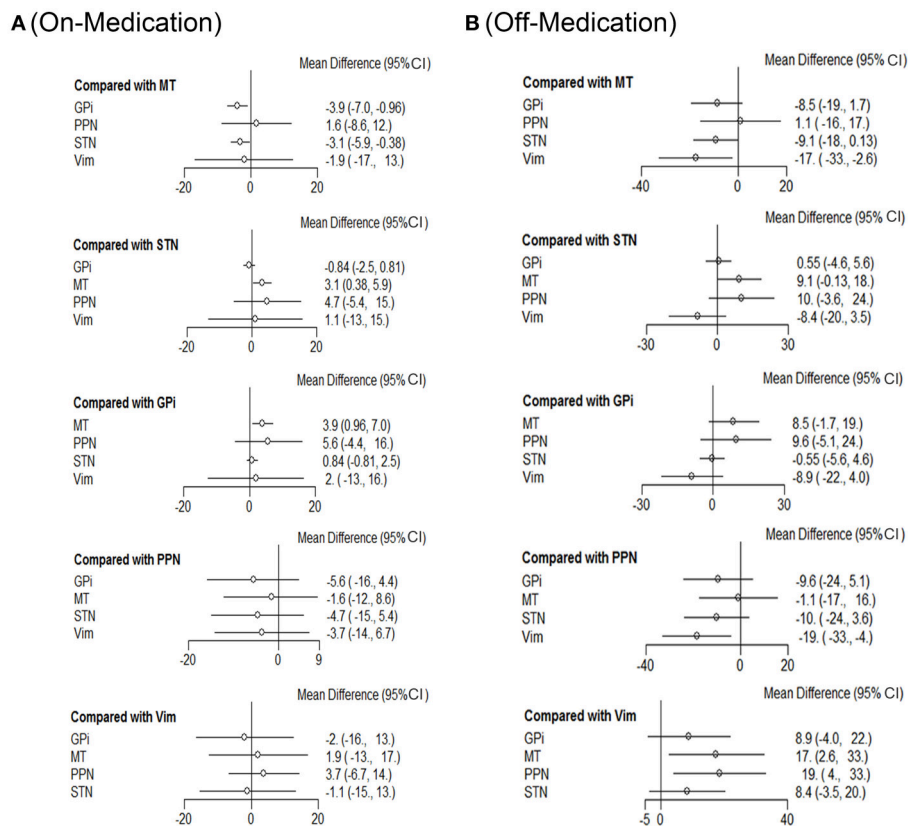 A (On-Medication)
Mean Difference (95%CI)
Compared with MT
GPi -3.9 (-7.0, -0.96)
PPN 1.6 (-8.6, 12.)
STN -3.1 (-5.9, -0.38)
Vim -1.9 (-17., 13.)
-20 0 20
Mean Difference (95%CI)
Compared with STN
GPi -0.84 (-2.5, 0.81)
MT 3.1 (0.38, 5.9)
PPN 4.7 (-5.4, 15.)
Vim 1.1 (-13., 15.)
-20 0 20
Mean Difference (95% CI)
Compared with GPi
MT 3.9 (0.96, 7.0)
PPN 5.6 (-4.4, 16.)
STN 0.84 (-0.81, 2.5)
Vim 2. (-13., 16.)
-20 0 20
Mean Difference (95%CI)
Compared with PPN
GPi -5.6 (-16., 4.4)
MT -1.6 (-12., 8.6)
STN -4.7 (-15., 5.4)
Vim -3.7 (-14., 6.7)
-20 0 9
Mean Difference (95%CI)
Compared with Vim
GPi -2. (-16., 13.)
MT 1.9 (-13., 17.)
PPN 3.7 (-6.7, 14.)
STN -1.1 (-15., 13.)
-20 0 20
B (Off-Medication)
Mean Difference (95%CI)
Compared with MT
GPi -8.5 (-19., 1.7)
PPN 1.1 (-16., 17.)
STN -9.1 (-18., 0.13)
Vim -17. (-33., -2.6)
-40 0 20
Mean Difference (95% CI)
Compared with STN
GPi 0.55 (-4.6, 5.6)
MT 9.1 (-0.13, 18.)
PPN 10. (-3.6, 24.)
Vim -8.4 (-20., 3.5)
-30 0 30
Mean Difference (95% CI)
Compared with GPi
MT 8.5 (-1.7, 19.)
PPN 9.6 (-5.1, 24.)
STN -0.55 (-5.6, 4.6)
Vim -8.9 (-22., 4.0)
-30 0 30
Mean Difference (95%CI)
Compared with PPN
GPi -9.6 (-24., 5.1)
MT -1.1 (-17., 16.)
STN -10. (-24., 3.6)
Vim -19. (-33., -4.)
-40 0 20
Mean Difference (95% CI)
Compared with Vim
GPi 8.9 (-4.0, 22.)
MT 17. (2.6, 33.)
PPN 19. (4., 33.)
STN 8.4 (-3.5, 20.)
-5 0 40